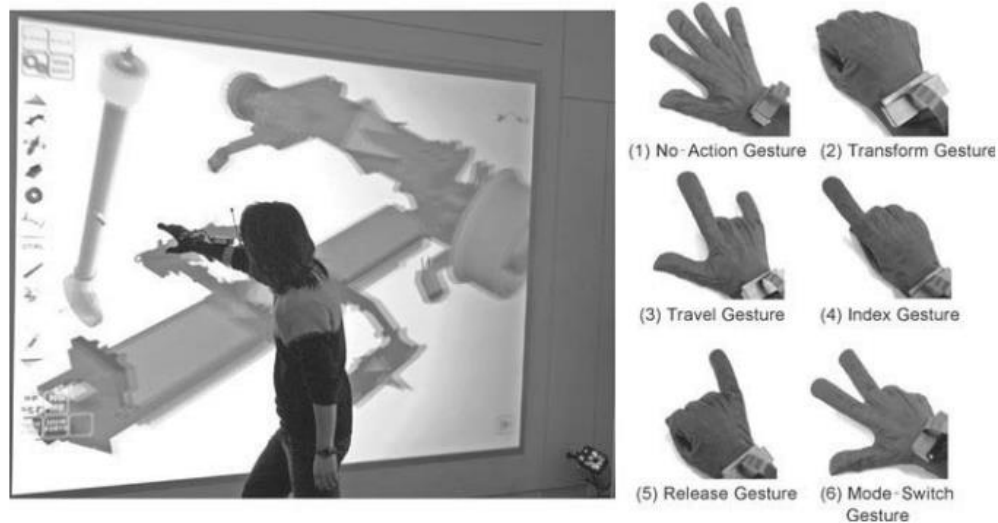 (1) No-Action Gesture
(2) Transform Gesture
(3) Travel Gesture
(4) Index Gesture
(5) Release Gesture
(6) Mode-Switch
Gesture